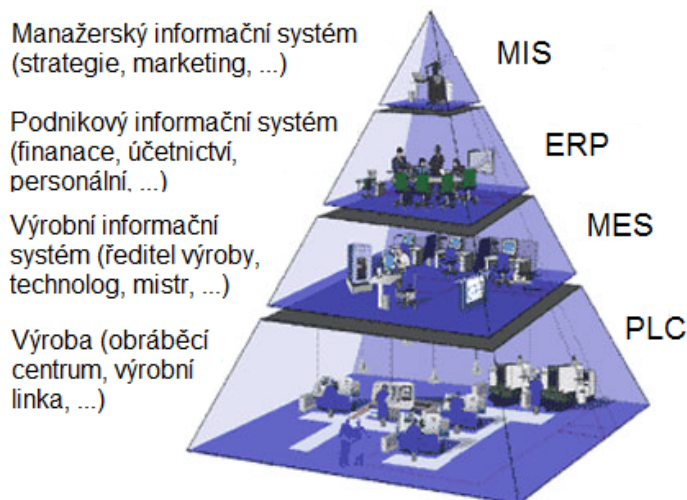 Manažerský informační systém
(strategie, marketing, ...)
MIS
Podnikový informační systém
(finanace, účetnictví,
personální, ...)
ERP
Výrobní informační
systém (ředitel výroby,
technolog, mistr, ...)
MES
Výroba (obráběcí
centrum, výrobní
linka, ...)
PLC